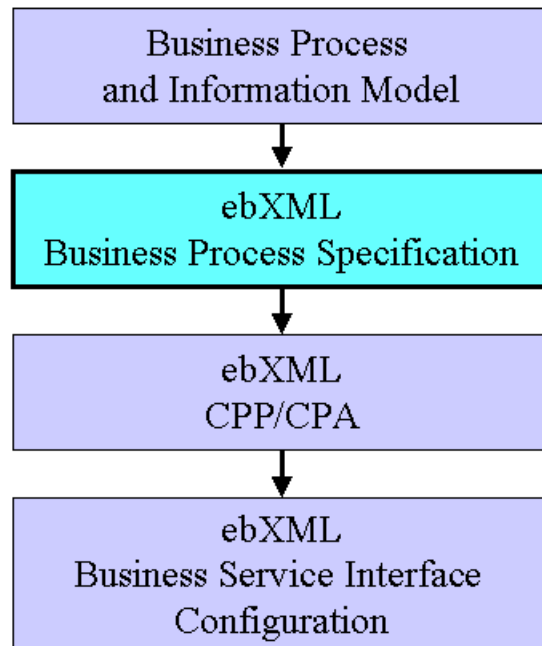 Business Process
and Information Model
ebXML
Business Process Specification
ebXML
CPP/CPA
ebXML
Business Service Interface
Configuration